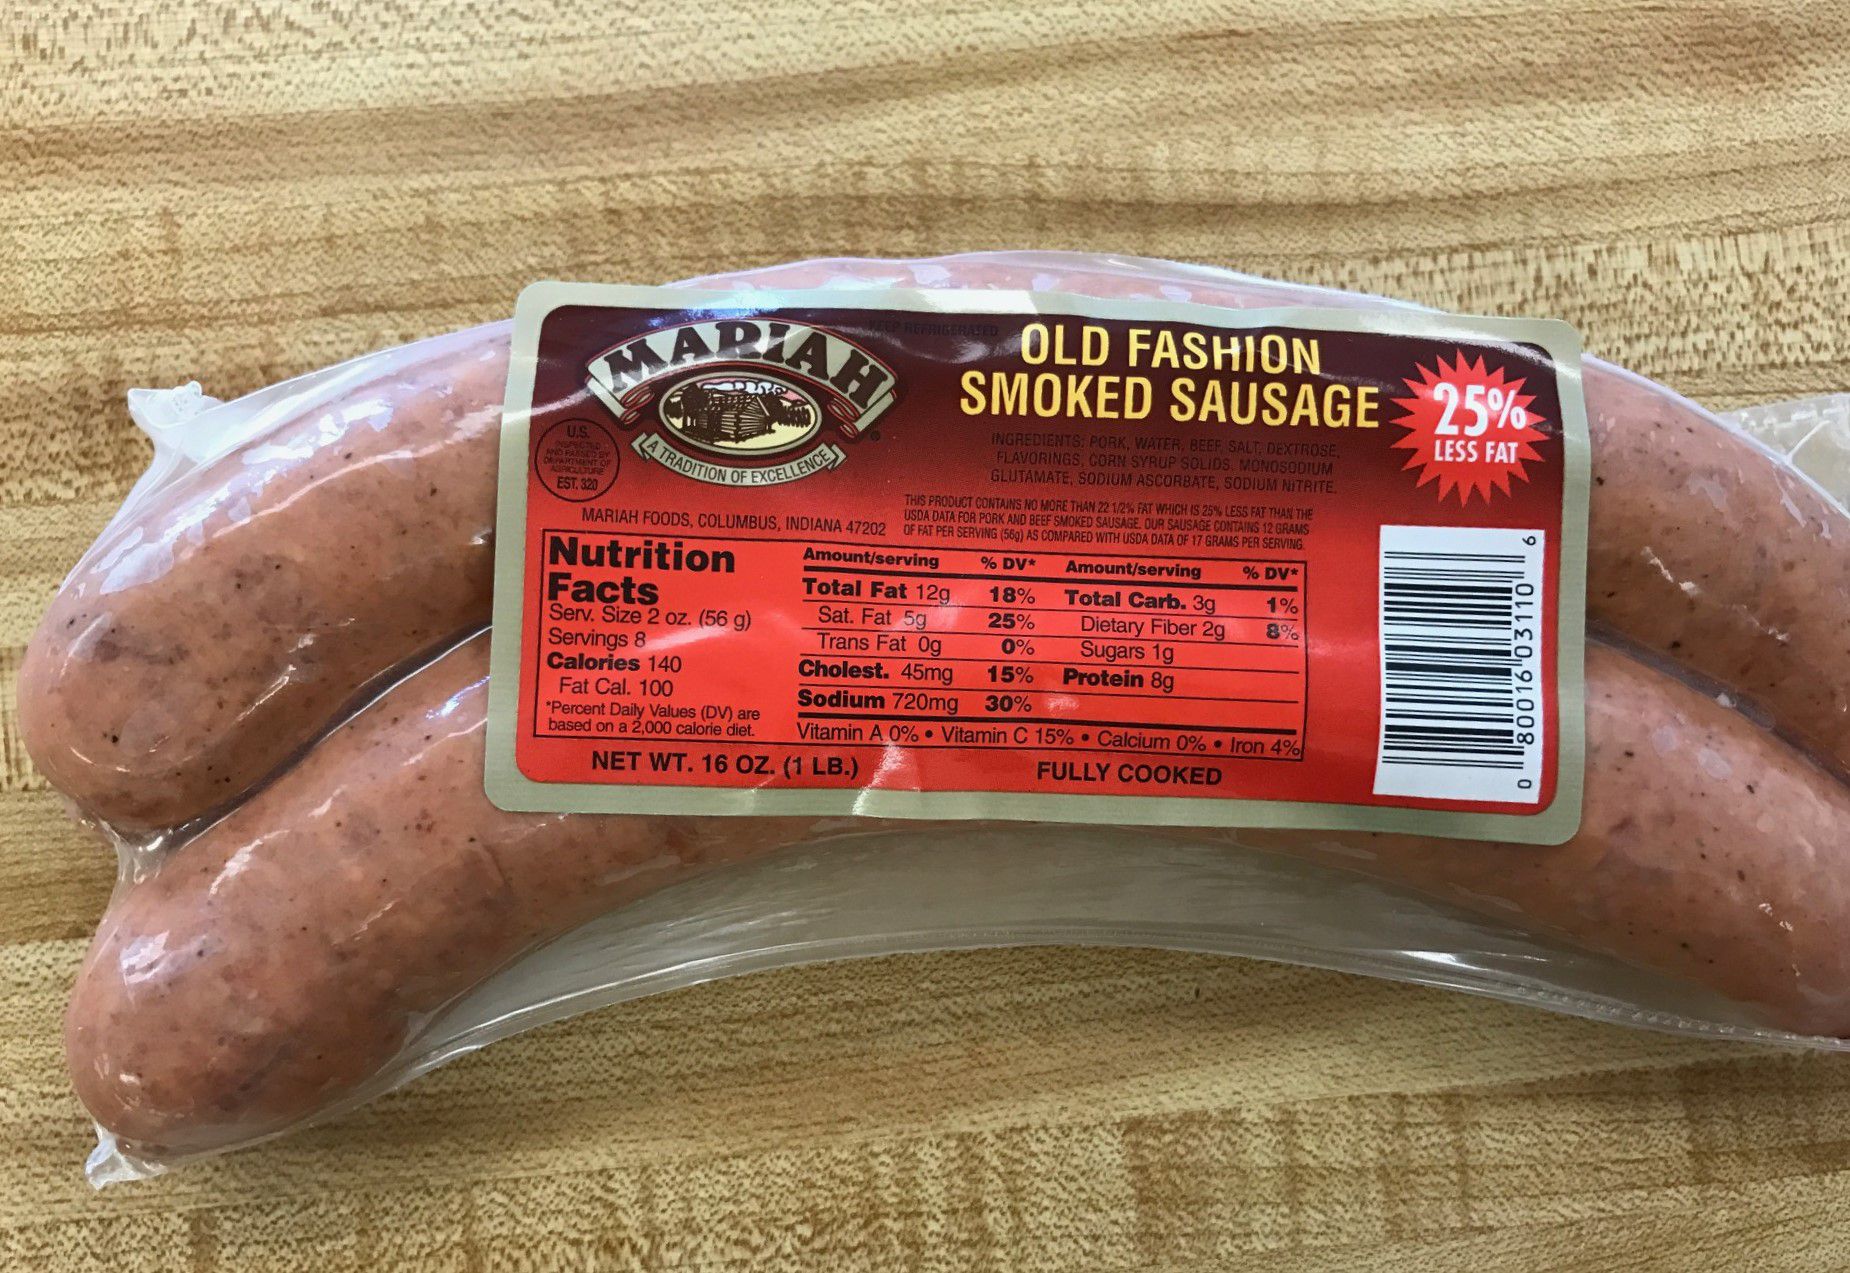 KEEP REFRIGERATED
MARIAH
A TRADITION OF EXCELLENCE
U.S.
INSPECTED
AND PASSED BY
DEPARTMENT OF
AGRICULTURE
EST. 320
OLD FASHION
SMOKED SAUSAGE
25%
LESS FAT
INGREDIENTS: PORK, WATER, BEEF, SALT, DEXTROSE,
FLAVORINGS, CORN SYRUP SOLIDS, MONOSODIUM
GLUTAMATE, SODIUM ASCORBATE, SODIUM NITRITE.
MARIAH FOODS, COLUMBUS, INDIANA 47202
THIS PRODUCT CONTAINS NO MORE THAN 22 1/2% FAT WHICH IS 25% LESS FAT THAN THE
USDA DATA FOR PORK AND BEEF SMOKED SAUSAGE. OUR SAUSAGE CONTAINS 12 GRAMS
OF FAT PER SERVING (56g) AS COMPARED WITH USDA DATA OF 17 GRAMS PER SERVING.
Nutrition
Facts
Serv. Size 2 oz. (56 g)
Servings 8
Calories 140
Fat Cal. 100
*Percent Daily Values (DV) are
based on a 2,000 calorie diet.
Amount/serving % DV* Amount/serving % DV*
Total Fat 12g 18% Total Carb. 3g 1%
Sat. Fat 5g 25% Dietary Fiber 2g 8%
Trans Fat 0g 0% Sugars 1g
Cholest. 45mg 15% Protein 8g
Sodium 720mg 30%
Vitamin A 0% • Vitamin C 15% • Calcium 0% • Iron 4%
NET WT. 16 OZ. (1 LB.) FULLY COOKED
0 80016 03110 6